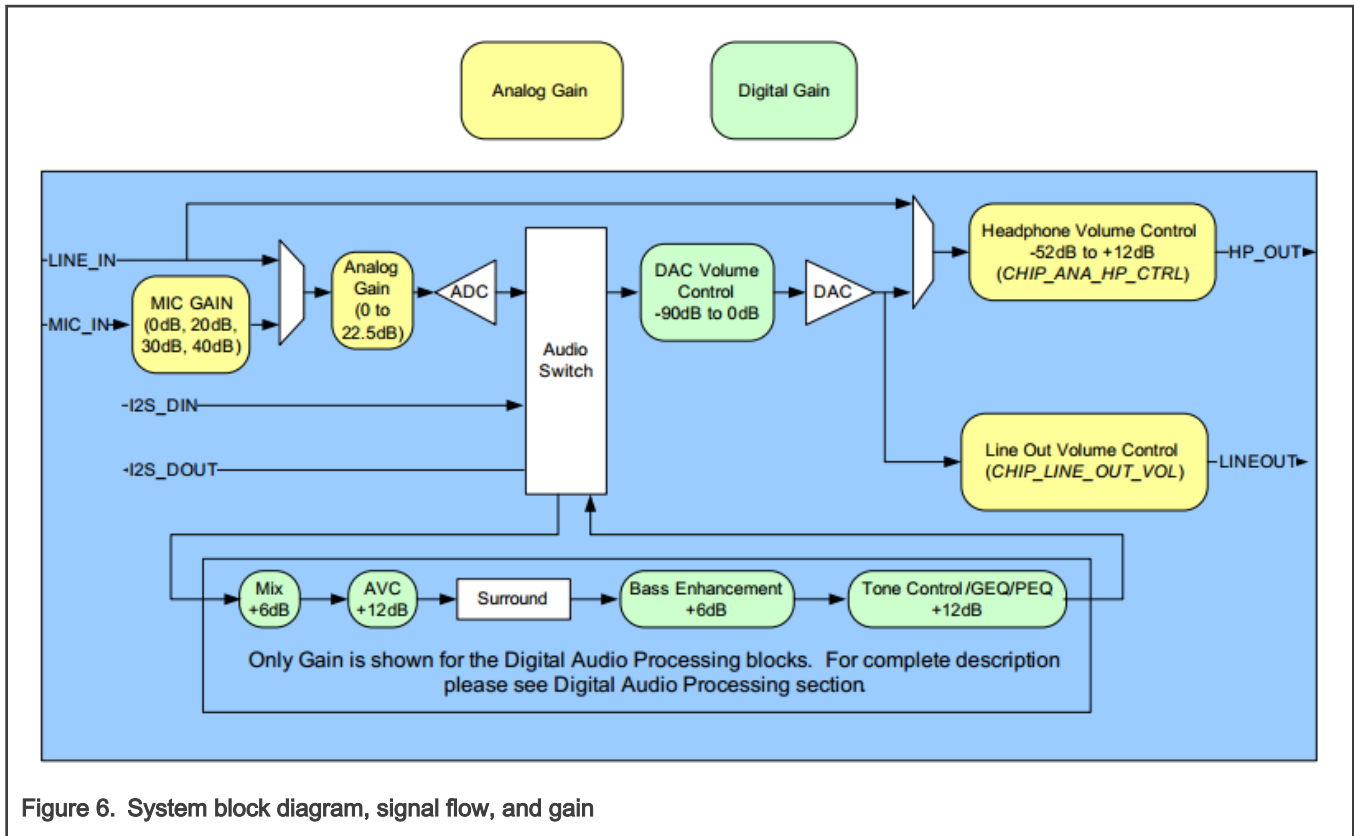 Analog Gain
Digital Gain
LINE_IN
MIC_IN
MIC GAIN
(0dB, 20dB,
30dB, 40dB)
Analog
Gain
(0 to
22.5dB)
ADC
Audio
Switch
DAC Volume
Control
-90dB to 0dB
DAC
Headphone Volume Control
-52dB to +12dB
(CHIP_ANA_HP_CTRL)
HP_OUT
I2S_DIN
I2S_DOUT
Line Out Volume Control
(CHIP_LINE_OUT_VOL)
LINEOUT
Mix
+6dB
AVC
+12dB
Surround
Bass Enhancement
+6dB
Tone Control/GEQ/PEQ
+12dB
Only Gain is shown for the Digital Audio Processing blocks. For complete description
please see Digital Audio Processing section.
Figure 6. System block diagram, signal flow, and gain